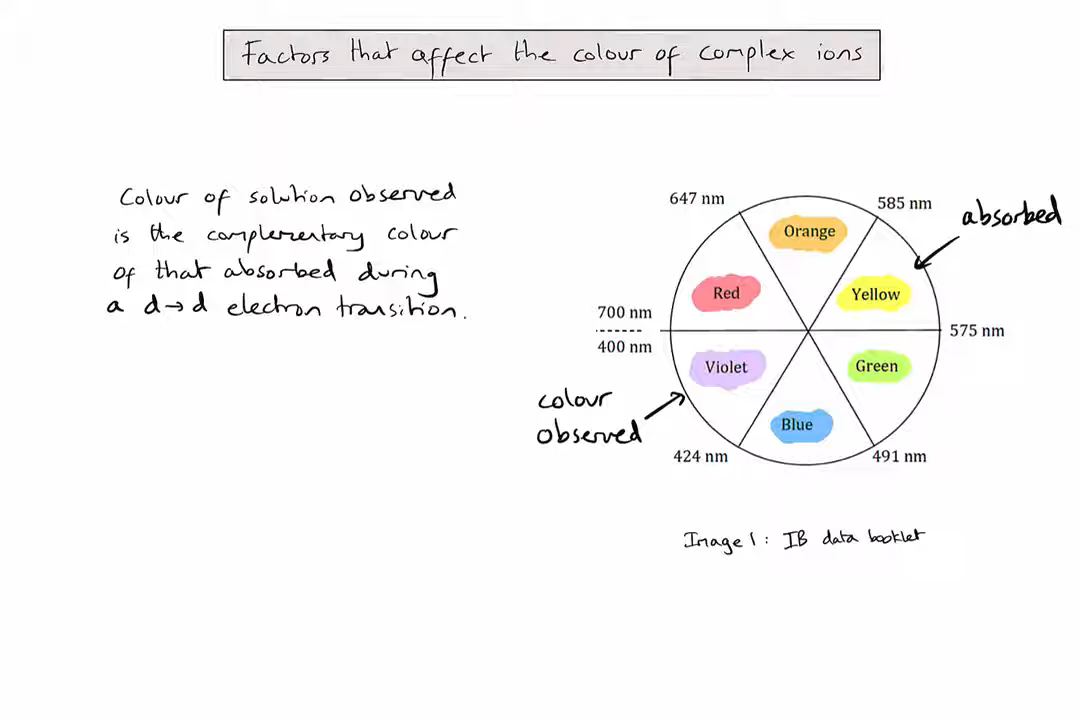 Factors that affect the colour of complex ions
Colour of solution observed
is the complementary colour
of that absorbed during
a d→d electron transition.
647 nm
585 nm
absorbed
Orange
Red
Yellow
700 nm
400 nm
575 nm
Violet
Green
Blue
colour
observed
424 nm
491 nm
Image 1: IB data booklet